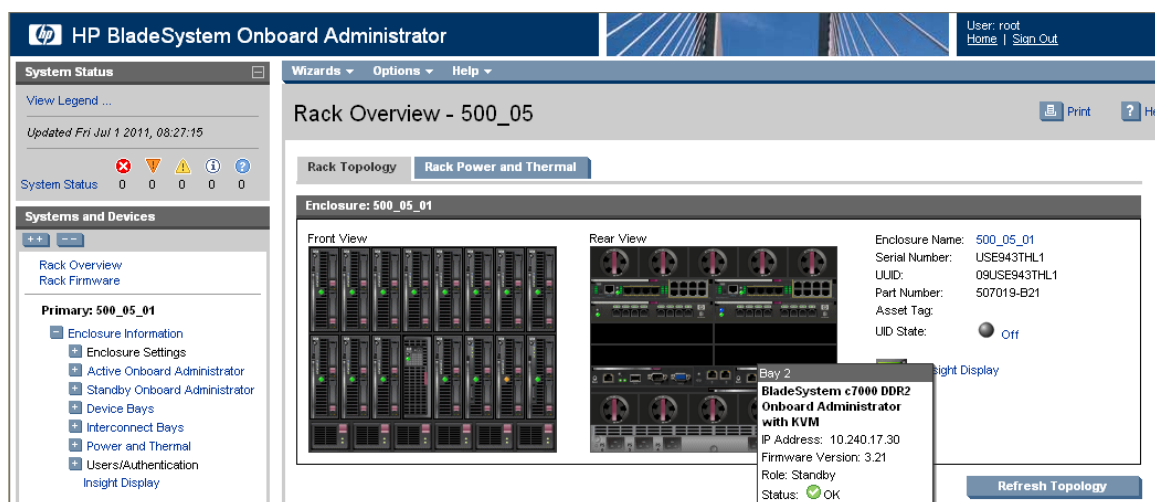 hp HP BladeSystem Onboard Administrator
User: root
Home | Sign Out
System Status
View Legend ...
Updated Fri Jul 1 2011, 08:27:15
System Status 0 0 0 0 0
Systems and Devices
++ --
Rack Overview
Rack Firmware
Primary: 500_05_01
Enclosure Information
Enclosure Settings
Active Onboard Administrator
Standby Onboard Administrator
Device Bays
Interconnect Bays
Power and Thermal
Users/Authentication
Insight Display
Wizards Options Help
Rack Overview - 500_05
Print ? He
Rack Topology Rack Power and Thermal
Enclosure: 500_05_01
Front View
Rear View
Enclosure Name: 500_05_01
Serial Number: USE943THL1
UUID: 09USE943THL1
Part Number: 507019-B21
Asset Tag:
UID State: Off
sight Display
Bay 2
BladeSystem c7000 DDR2
Onboard Administrator
with KVM
IP Address: 10.240.17.30
Firmware Version: 3.21
Role: Standby
Status: OK
Refresh Topology